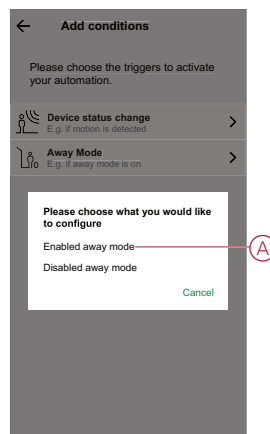 Add conditions
Please choose the triggers to activate
your automation.
Device status change
E.g. if motion is detected
Away Mode
E.g. if away mode is on
Please choose what you would like
to configure
Enabled away mode
A
Disabled away mode
Cancel